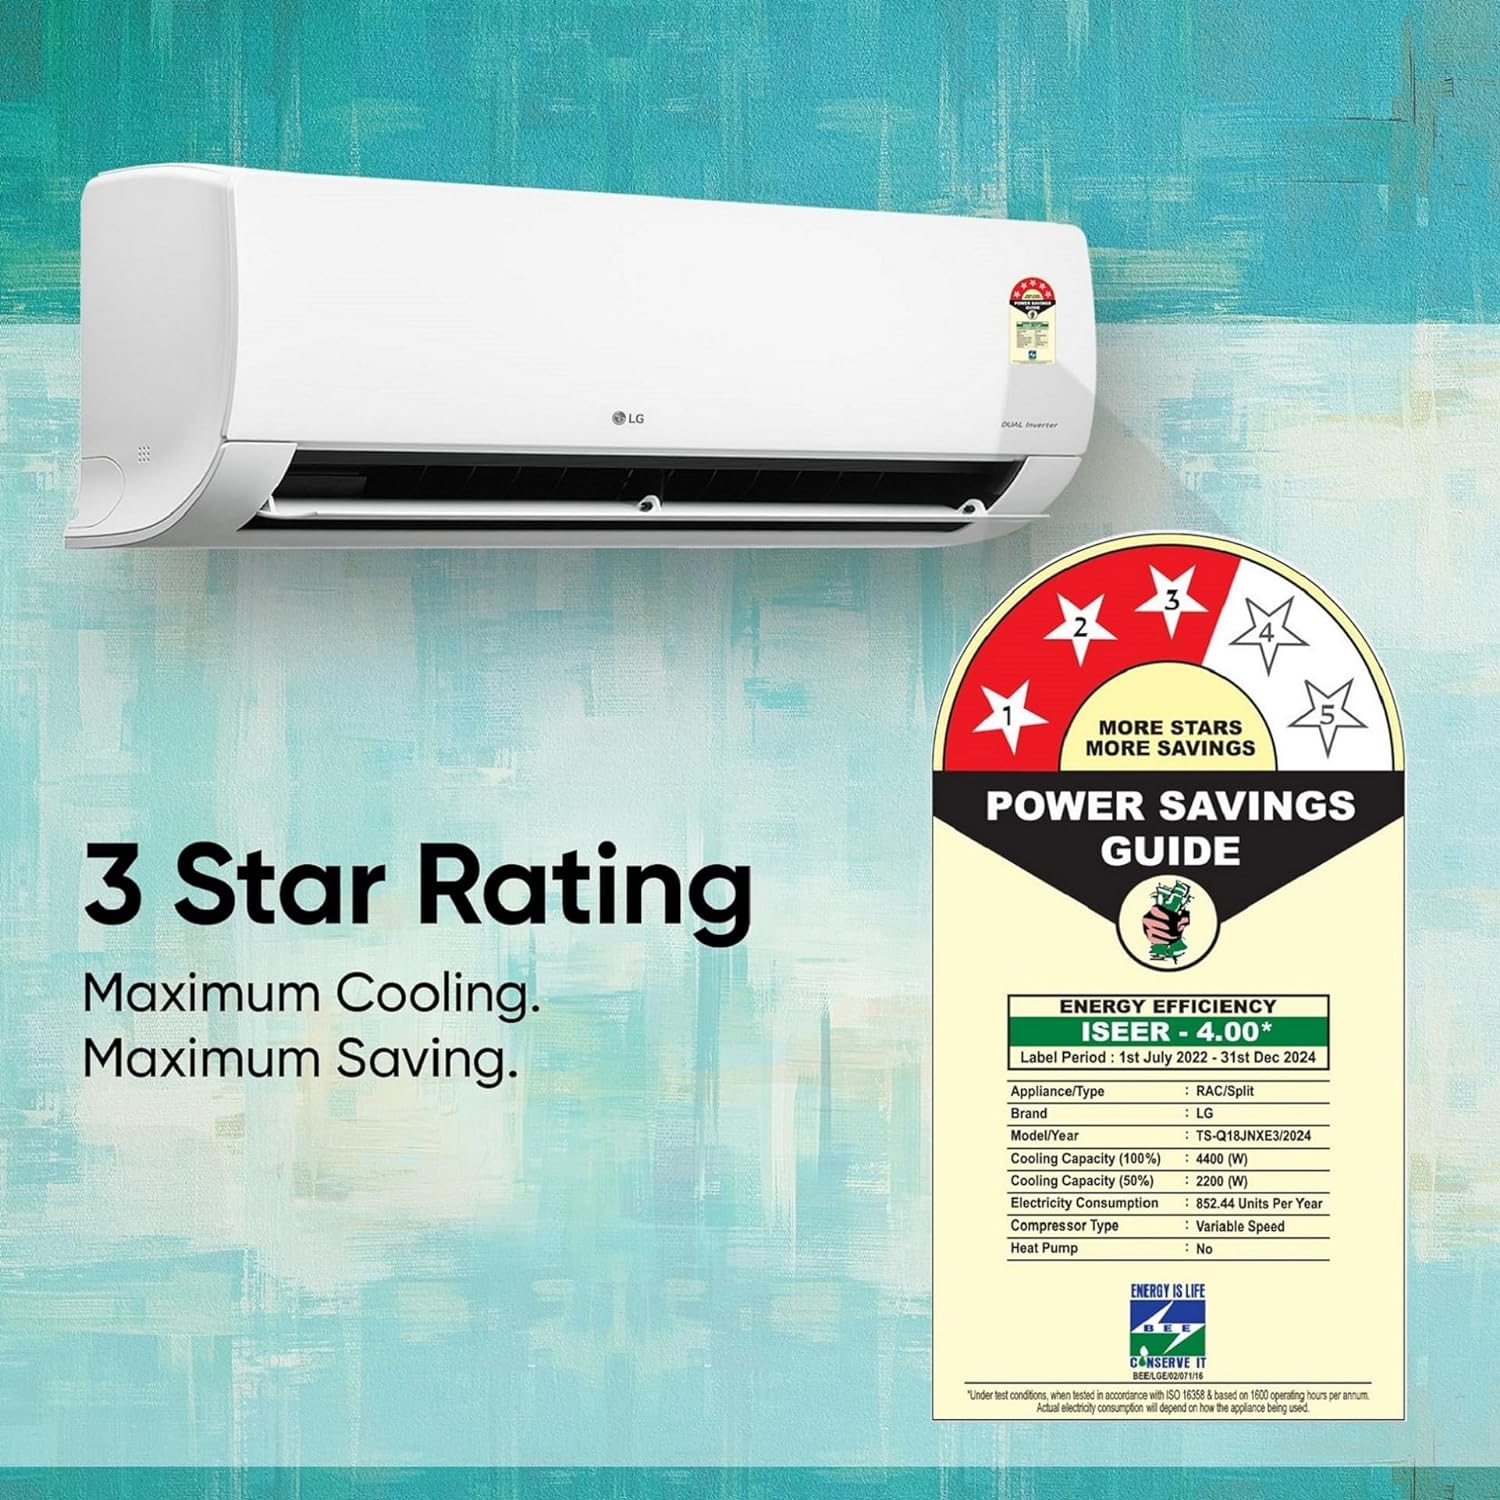 POWER SAVINGS
GUIDE
LG
DUAL Inverter
3 Star Rating
Maximum Cooling.
Maximum Saving.
1 2 3 4 5
MORE STARS
MORE SAVINGS
POWER SAVINGS
GUIDE
ENERGY EFFICIENCY
ISEER - 4.00*
Label Period : 1st July 2022 - 31st Dec 2024
Appliance/Type : RAC/Split
Brand : LG
Model/Year : TS-Q18JNXE3/2024
Cooling Capacity (100%) : 4400 (W)
Cooling Capacity (50%) : 2200 (W)
Electricity Consumption : 852.44 Units Per Year
Compressor Type : Variable Speed
Heat Pump : No
ENERGY IS LIFE
BEE
CONSERVE IT
BEE/LGE/02/071/16
*Under test conditions, when tested in accordance with ISO 16358 & based on 1600 operating hours per annum.
Actual electricity consumption will depend on how the appliance being used.